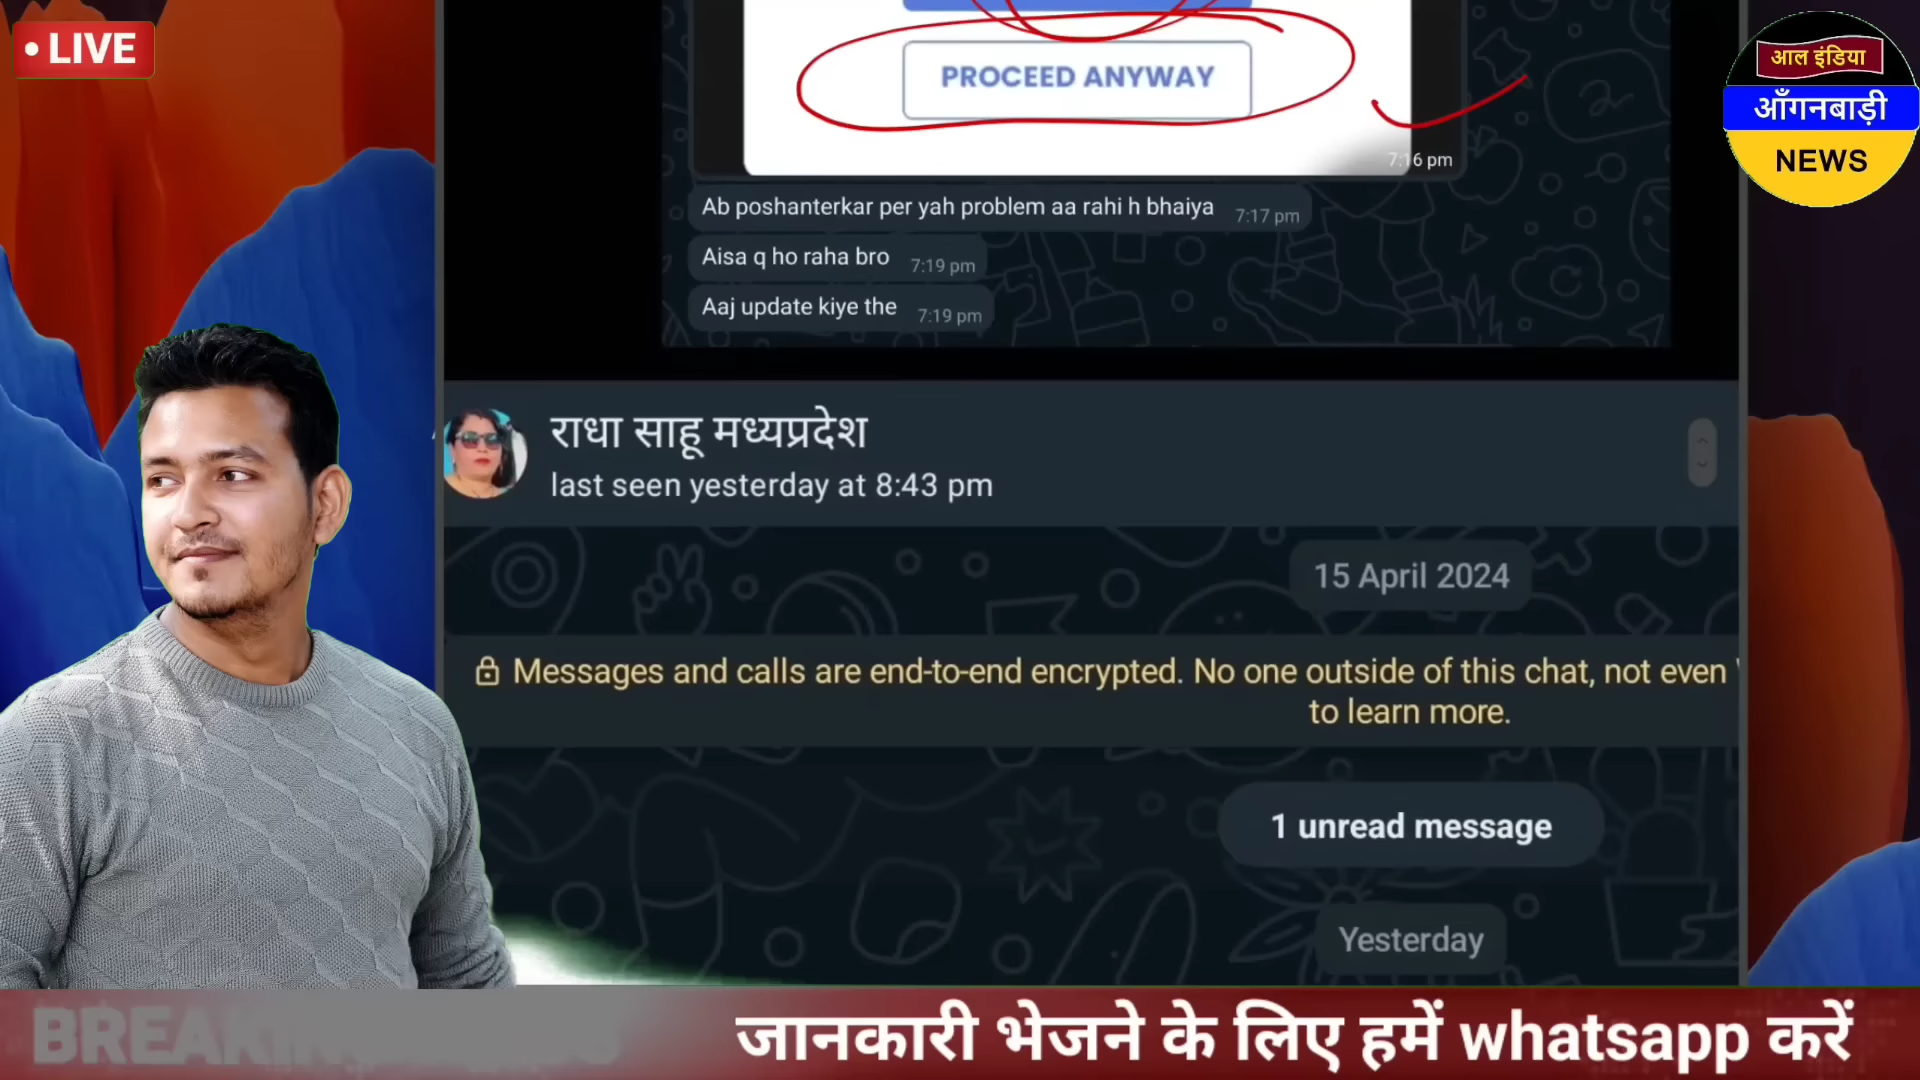 • LIVE
आल इंडिया
आँगनबाड़ी
NEWS
PROCEED ANYWAY
7:16 pm
Ab poshanterkar per yah problem aa rahi h bhaiya 7:17 pm
Aisa q ho raha bro 7:19 pm
Aaj update kiye the 7:19 pm
राधा साहू मध्यप्रदेश
last seen yesterday at 8:43 pm
15 April 2024
Messages and calls are end-to-end encrypted. No one outside of this chat, not even
to learn more.
1 unread message
Yesterday
जानकारी भेजने के लिए हमें whatsapp करें